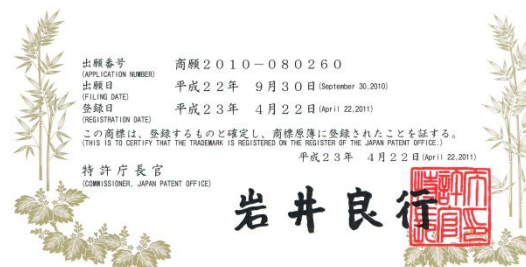 出願番号 商願2010-080260
(APPLICATION NUMBER)
出願日 平成22年 9月30日(September 30,2010)
(FILING DATE)
登録日 平成23年 4月22日(April 22,2011)
(REGISTRATION DATE)
この商標は、登録するものと確定し、商標原簿に登録されたことを証する。
(THIS IS TO CERTIFY THAT THE TRADEMARK IS REGISTERED ON THE REGISTER OF THE JAPAN PATENT OFFICE.)
平成23年 4月22日(April 22,2011)
特許庁長官
(COMMISSIONER, JAPAN PATENT OFFICE)
岩井良行